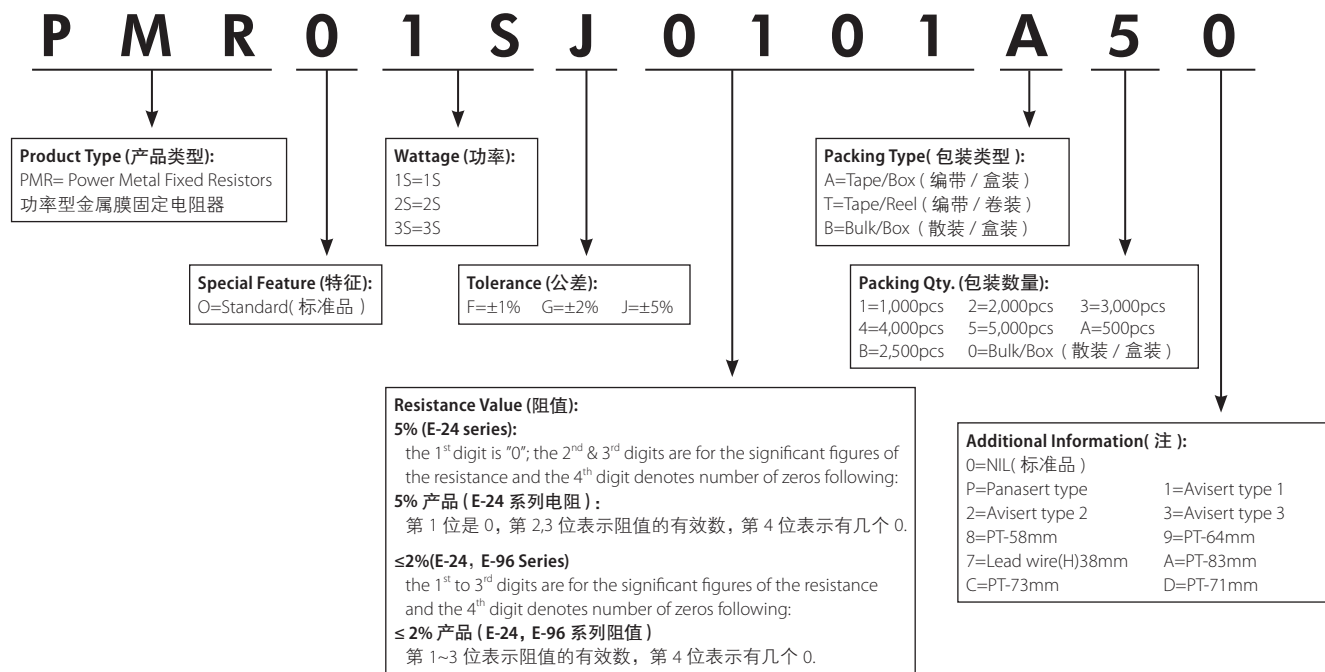 P M R 0 1 S J 0 1 0 1 A 5 0
Product Type (产品类型):
PMR= Power Metal Fixed Resistors
功率型金属膜固定电阻器
Wattage (功率):
1S=1S
2S=2S
3S=3S
Packing Type( 包装类型 ):
A=Tape/Box ( 编带 / 盒装 )
T=Tape/Reel ( 编带 / 卷装 )
B=Bulk/Box ( 散装 / 盒装 )
Special Feature (特征):
O=Standard( 标准品 )
Tolerance (公差):
F=±1% G=±2% J=±5%
Packing Qty. (包装数量):
1=1,000pcs 2=2,000pcs 3=3,000pcs
4=4,000pcs 5=5,000pcs A=500pcs
B=2,500pcs 0=Bulk/Box ( 散装 / 盒装 )
Resistance Value (阻值):
5% (E-24 series):
the 1st digit is "0"; the 2nd & 3rd digits are for the significant figures of
the resistance and the 4th digit denotes number of zeros following:
5% 产品 ( E-24 系列电阻 ) :
第 1 位是 0, 第 2,3 位表示阻值的有效数, 第 4 位表示有几个 0.
≤2%(E-24, E-96 Series)
the 1st to 3rd digits are for the significant figures of the resistance
and the 4th digit denotes number of zeros following:
≤ 2% 产品 ( E-24, E-96 系列阻值 )
第 1~3 位表示阻值的有效数, 第 4 位表示有几个 0.
Additional Information( 注 ):
0=NIL( 标准品 )
P=Panasert type 1=Avisert type 1
2=Avisert type 2 3=Avisert type 3
8=PT-58mm 9=PT-64mm
7=Lead wire(H)38mm A=PT-83mm
C=PT-73mm D=PT-71mm